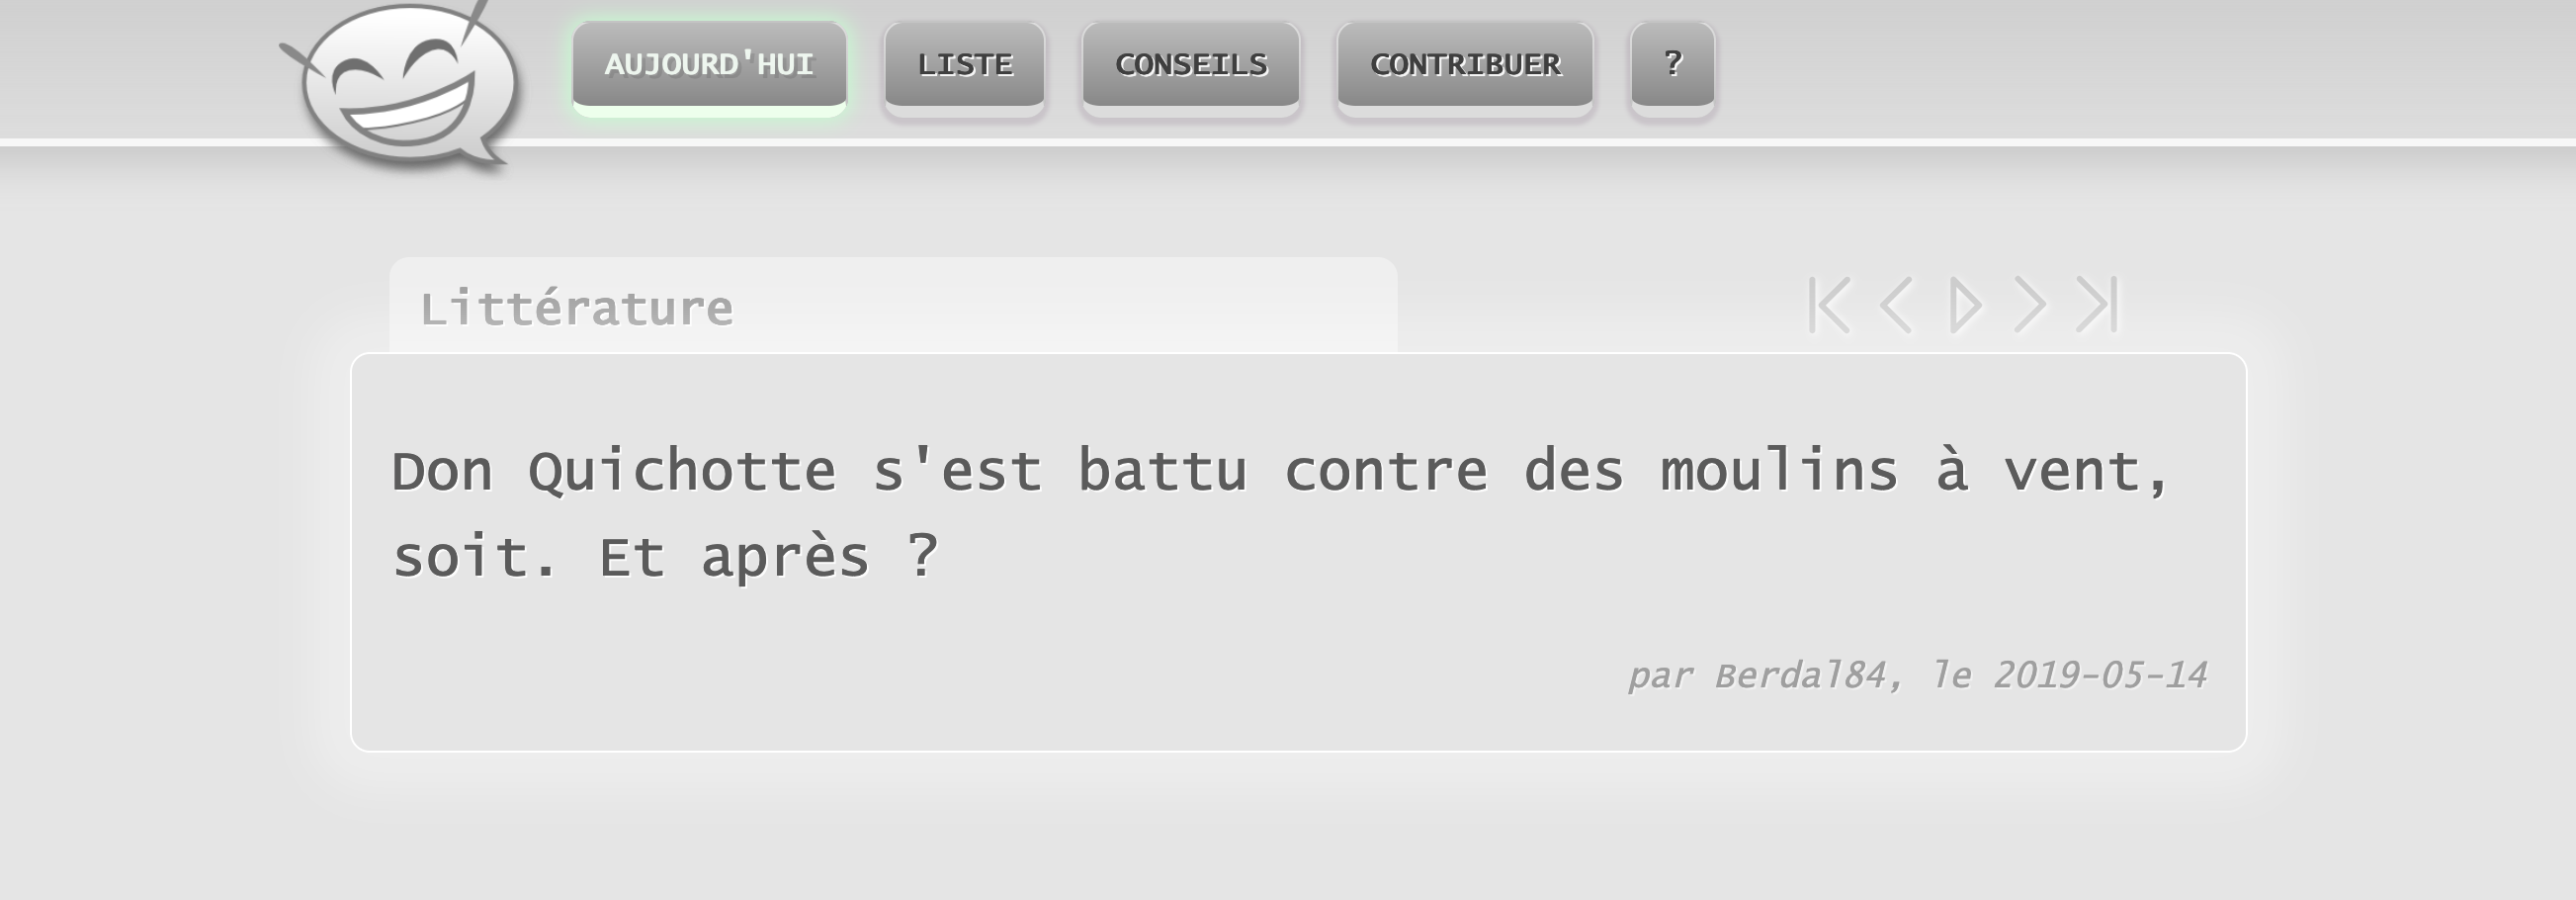 AUJOURD'HUI LISTE CONSEILS CONTRIBUER ?
Littérature
Don Quichotte s'est battu contre des moulins à vent,
soit. Et après ?
par Berdal84, le 2019-05-14